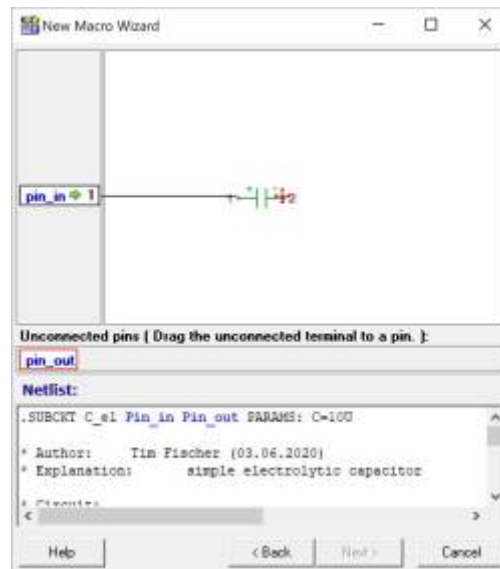 New Macro Wizard
pin_in 1
2
Unconnected pins ( Drag the unconnected terminal to a pin. ):
pin_out
Netlist:
.SUBCKT C_el Pin_in Pin_out PARAMS: C=10U
* Author: Tim Fischer (03.06.2020)
* Explanation: simple electrolytic capacitor
* Circuit:
Help
< Back
Next >
Cancel